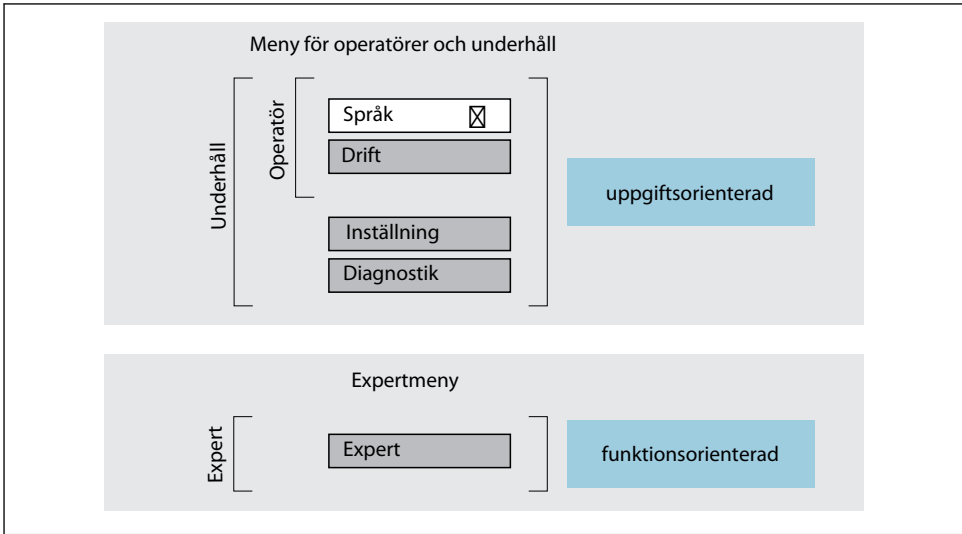 Meny för operatörer och underhåll
Underhåll
Operatör
Språk
Drift
Inställning
Diagnostik
uppgiftsorienterad
Expertmeny
Expert
Expert
funktionsorienterad